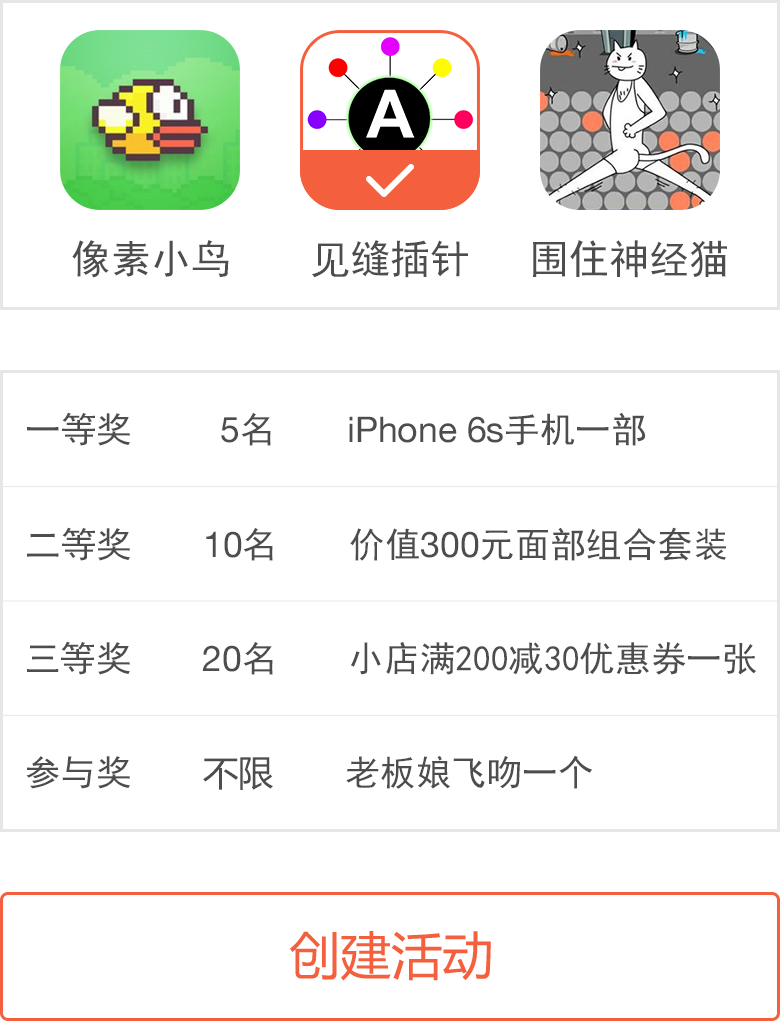 A
像素小鸟 见缝插针 围住神经猫
一等奖 5名 iPhone 6s手机一部
二等奖 10名 价值300元面部组合套装
三等奖 20名 小店满200减30优惠券一张
参与奖 不限 老板娘飞吻一个
创建活动